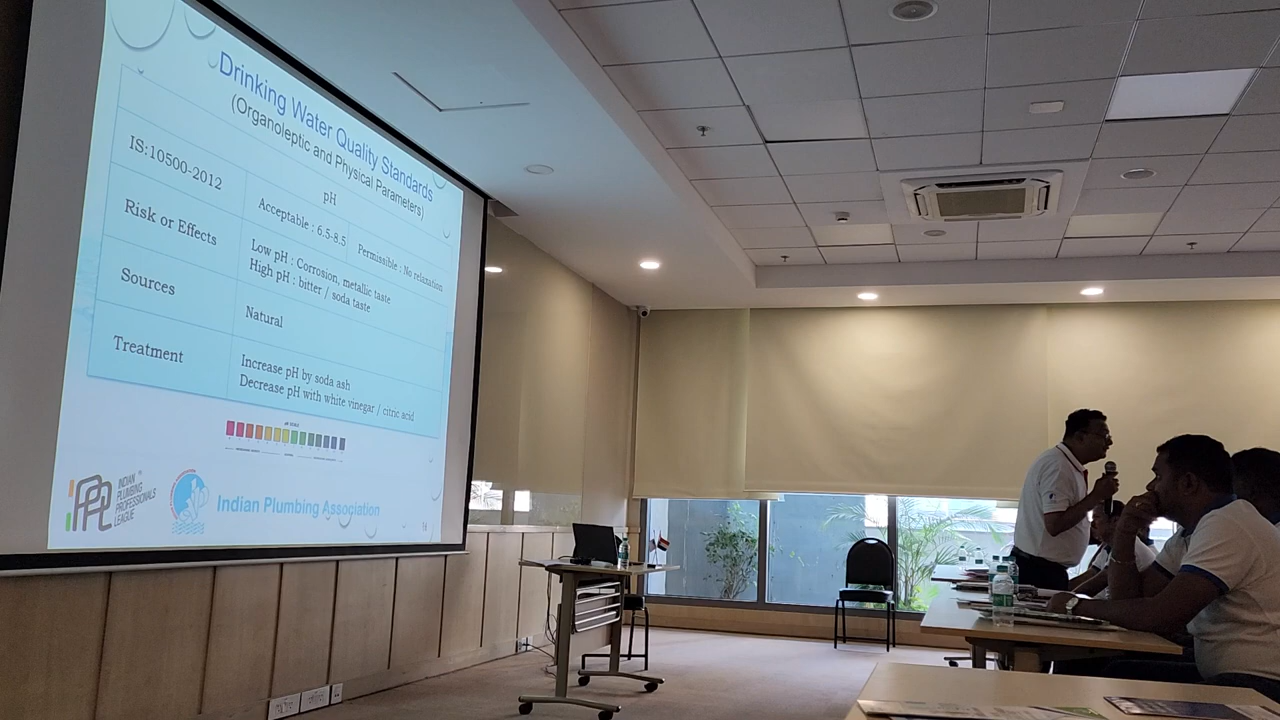 Drinking Water Quality Standards
(Organoleptic and Physical Parameters)
IS:10500-2012
pH
Acceptable : 6.5-8.5
Permissible : No relaxation
Risk or Effects
Low pH : Corrosion, metallic taste
High pH : bitter / soda taste
Sources
Natural
Treatment
Increase pH by soda ash
Decrease pH with white vinegar / citric acid
INDIAN
PLUMBING
PROFESSIONALS
LEAGUE
Indian Plumbing Association